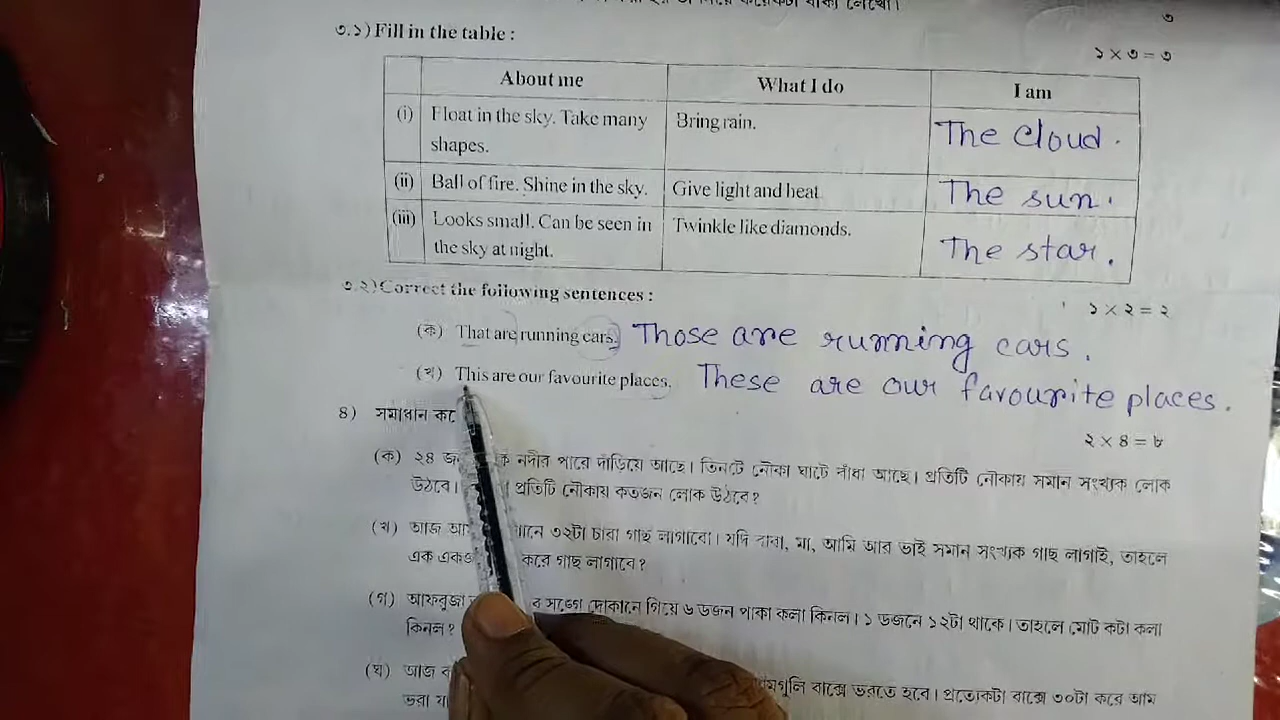 লেখো।
৩
৩.১) Fill in the table :
১ × ৩ = ৩
About me What I do I am
(i) Float in the sky. Take many shapes. Bring rain. The Cloud.
(ii) Ball of fire. Shine in the sky. Give light and heat The sun.
(iii) Looks small. Can be seen in the sky at night. Twinkle like diamonds. The star.
৩.২) Correct the following sentences :
১ × ২ = ২
(ক) That are running cars. Those are running cars.
(খ) This are our favourite places. These are our favourite places.
৪) সমাধান
২ × ৪ = ৮
(ক) ২৪ নদীর পারে দাঁড়িয়ে আছে। তিনটে নৌকা ঘাটে বাঁধা আছে। প্রতিটি নৌকায় সমান সংখ্যক লোক
উঠবে। প্রতিটি নৌকায় কতজন লোক উঠবে?
(খ) আজ ৩২টা চারা গাছ লাগাবো। যদি বাবা, মা, আমি আর ভাই সমান সংখ্যক গাছ লাগাই, তাহলে
এক করে গাছ লাগাবে?
(গ) আফরুজা সঙ্গে দোকানে গিয়ে ৬ ডজন পাকা কলা কিনল। ১ ডজনে ১২টা থাকে। তাহলে মোট কটা কলা
কিনল?
(ঘ) আজ বাক্সে ভরতে হবে। প্রত্যেকটা বাক্সে ৩০টা করে আম
ভরা